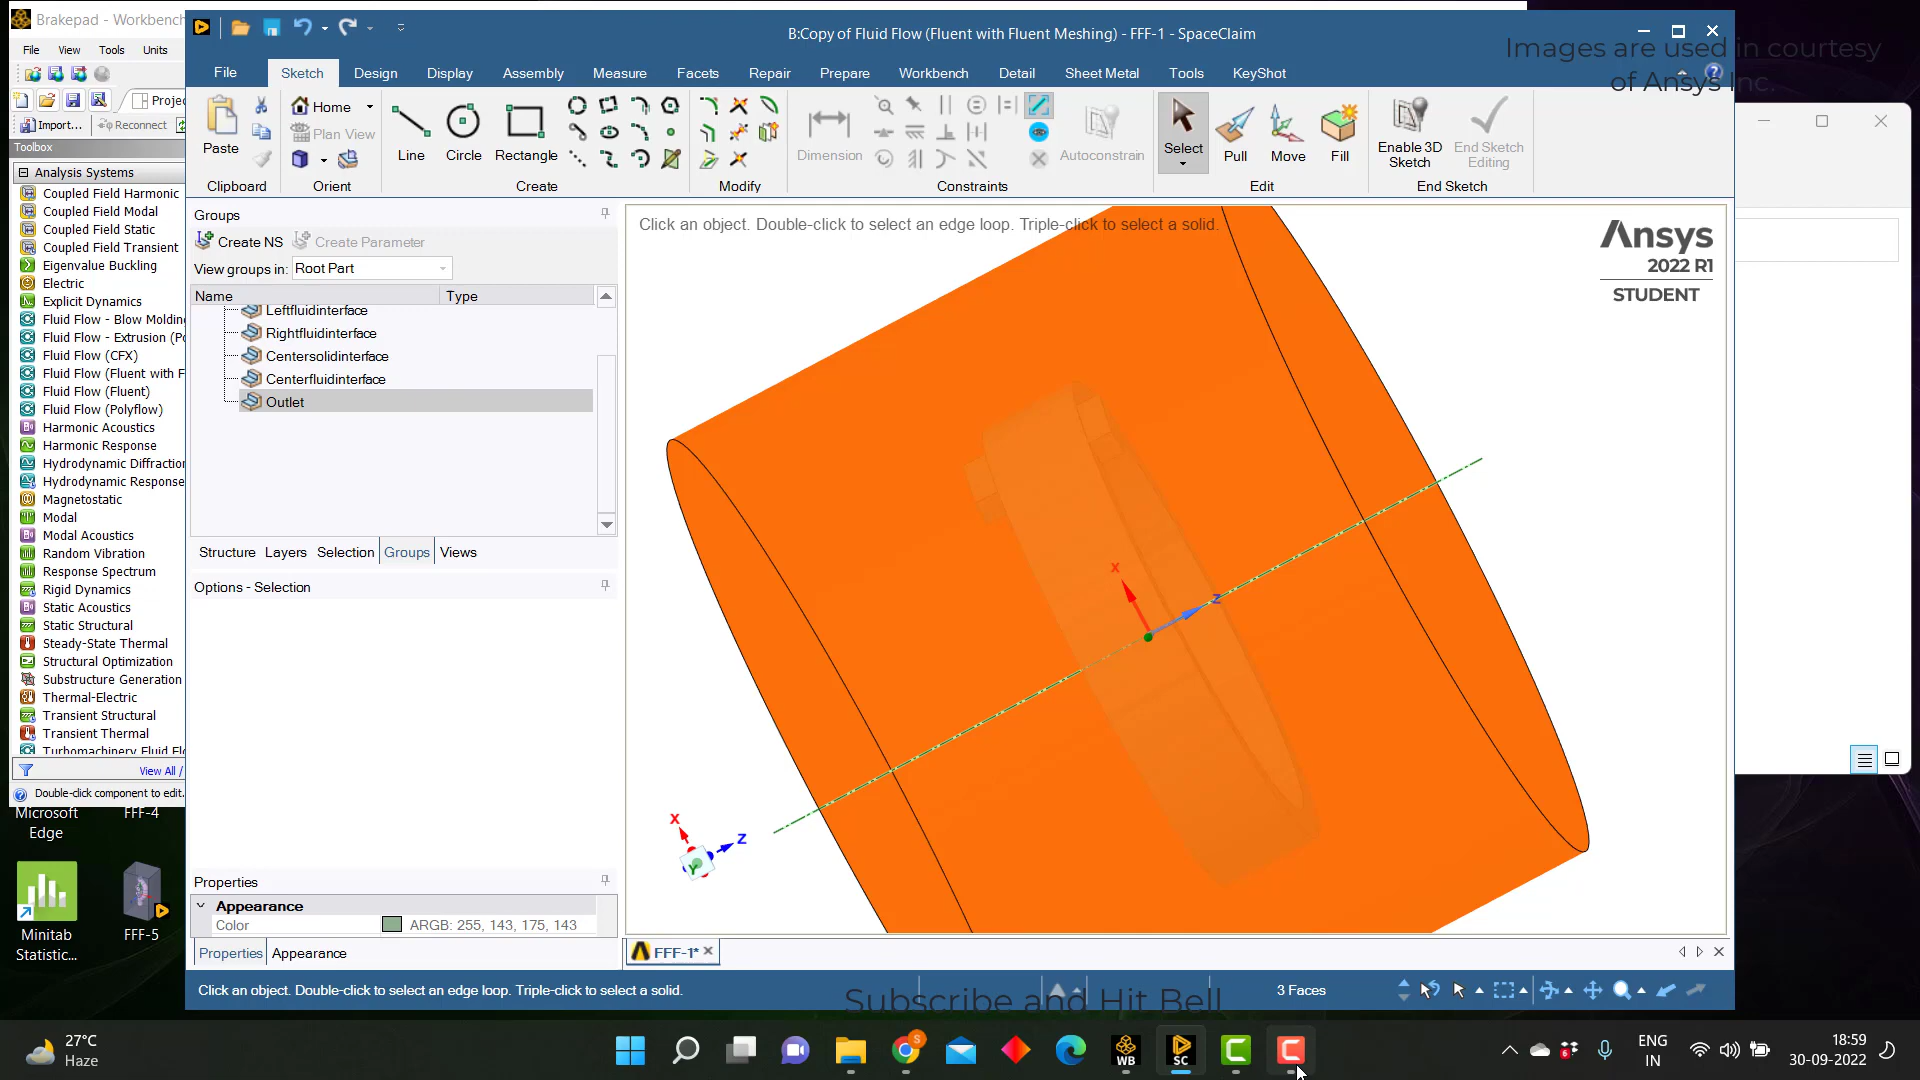 Brakepad - Workbench
B:Copy of Fluid Flow (Fluent with Fluent Meshing) - FFF-1 - SpaceClaim
Images are used in courtesy
of Ansys Inc.
File View Tools Units
File Sketch Design Display Assembly Measure Facets Repair Prepare Workbench Detail Sheet Metal Tools KeyShot
Import... Reconnect
Paste
Home
Plan View
Line Circle Rectangle
Dimension
Autoconstrain
Select Pull Move Fill
Enable 3D
Sketch
End Sketch
Editing
Clipboard Orient Create Modify Constraints Edit End Sketch
Toolbox
Analysis Systems
Coupled Field Harmonic
Coupled Field Modal
Coupled Field Static
Coupled Field Transient
Eigenvalue Buckling
Electric
Explicit Dynamics
Fluid Flow - Blow Moldin
Fluid Flow - Extrusion (Po
Fluid Flow (CFX)
Fluid Flow (Fluent with F
Fluid Flow (Fluent)
Fluid Flow (Polyflow)
Harmonic Acoustics
Harmonic Response
Hydrodynamic Diffraction
Hydrodynamic Response
Magnetostatic
Modal
Modal Acoustics
Random Vibration
Response Spectrum
Rigid Dynamics
Static Acoustics
Static Structural
Steady-State Thermal
Structural Optimization
Substructure Generation
Thermal-Electric
Transient Structural
Transient Thermal
Turbomachinery Fluid Flo
View All /
Double-click component to edit.
Groups
Create NS Create Parameter
View groups in: Root Part
Name Type
Leftfluidinterface
Rightfluidinterface
Centersolidinterface
Centerfluidinterface
Outlet
Structure Layers Selection Groups Views
Options - Selection
Properties
Appearance
Color ARGB: 255, 143, 175, 143
Properties Appearance
Click an object. Double-click to select an edge loop. Triple-click to select a solid.
Ansys
2022 R1
STUDENT
X
Z
X
Z
Y
FFF-1*
Click an object. Double-click to select an edge loop. Triple-click to select a solid.
3 Faces
Subscribe and Hit Bell
Microsoft
Edge
FFF-4
Minitab
Statistic...
FFF-5
27°C
Haze
S
WB
SC
6
ENG
IN
18:59
30-09-2022